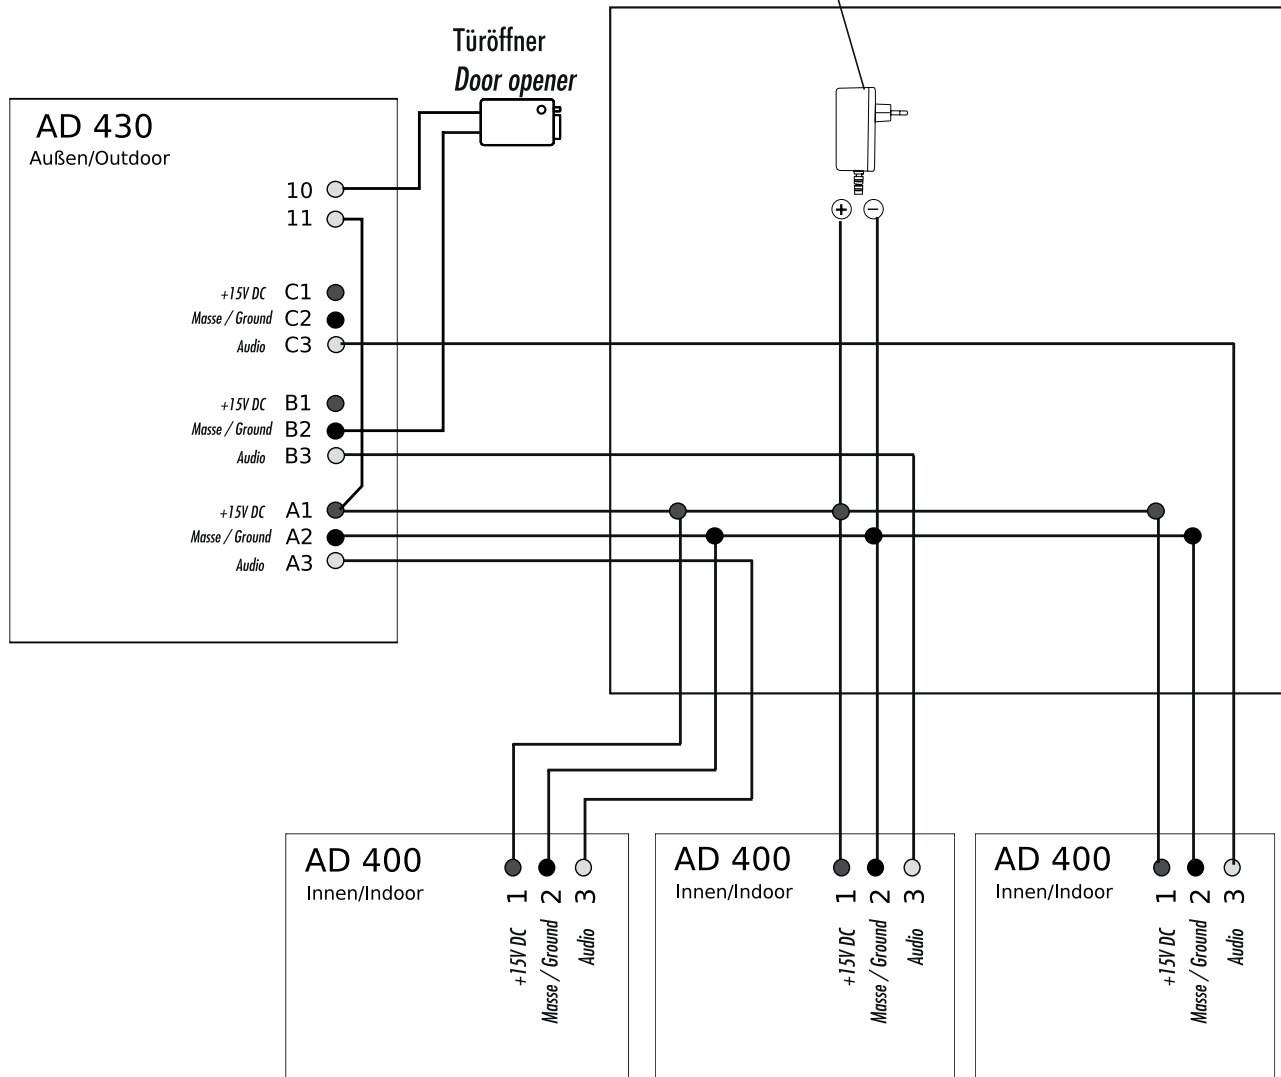 Türöffner
Door opener
AD 430
Außen/Outdoor
10
11
+15V DC C1
Masse / Ground C2
Audio C3
+15V DC B1
Masse / Ground B2
Audio B3
+15V DC A1
Masse / Ground A2
Audio A3
+ −
AD 400
Innen/Indoor
1
2
3
+15V DC
Masse / Ground
Audio
AD 400
Innen/Indoor
1
2
3
+15V DC
Masse / Ground
Audio
AD 400
Innen/Indoor
1
2
3
+15V DC
Masse / Ground
Audio